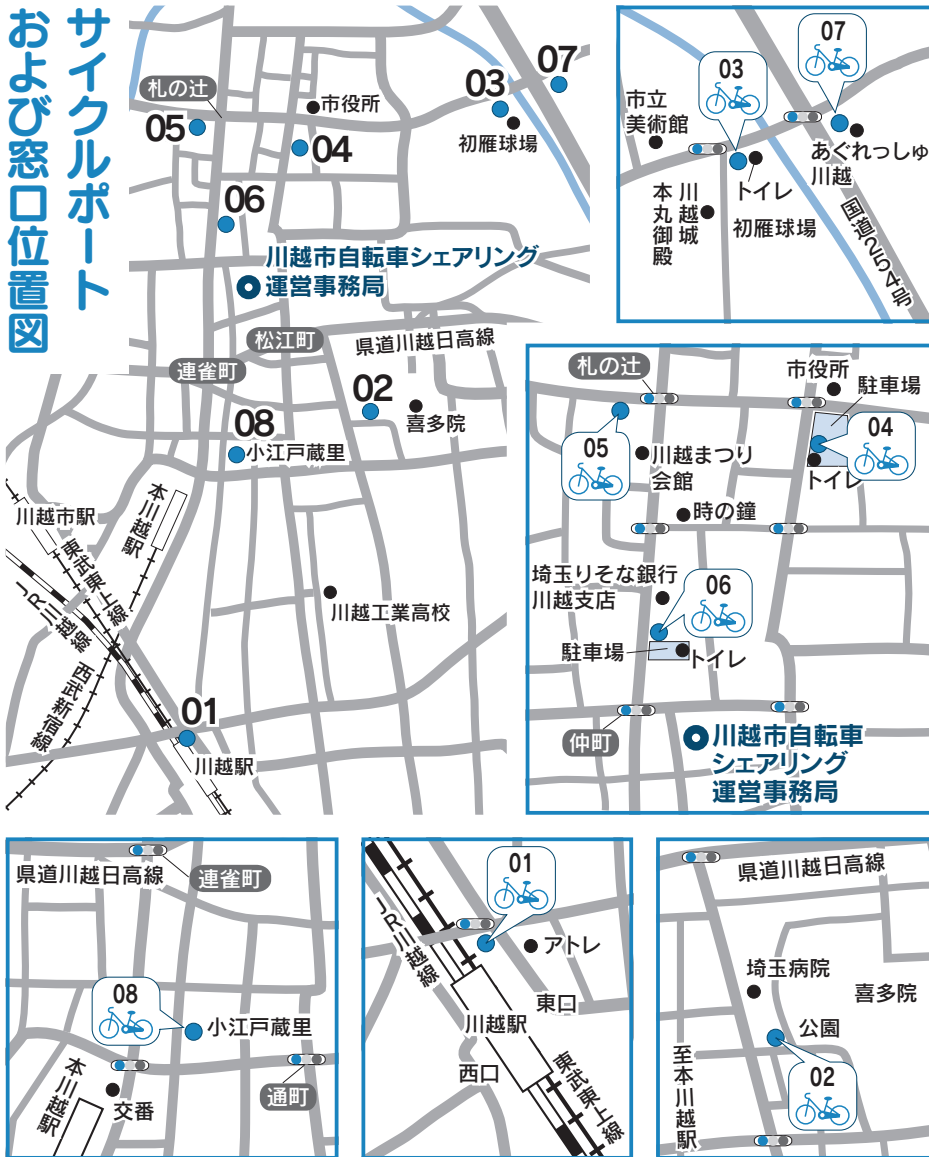 サイクルポート
および窓口位置図
札の辻
市役所
03
07
05
04
初雁球場
06
川越市自転車シェアリング
運営事務局
松江町
県道川越日高線
連雀町
02
喜多院
08
小江戸蔵里
本川越駅
川越市駅
東武東上線
JR川越線
川越工業高校
西武新宿線
01
川越駅
07
03
市立
美術館
あぐれっしゅ
川越
トイレ
川越城
本丸御殿
初雁球場
国道254号
札の辻
市役所
駐車場
04
05
川越まつり
会館
トイレ
時の鐘
埼玉りそな銀行
川越支店
06
駐車場
トイレ
仲町
川越市自転車
シェアリング
運営事務局
県道川越日高線
連雀町
08
小江戸蔵里
本川越駅
交番
通町
01
JR川越線
アトレ
東口
川越駅
西口
東武東上線
県道川越日高線
埼玉病院
喜多院
公園
02
至本川越駅